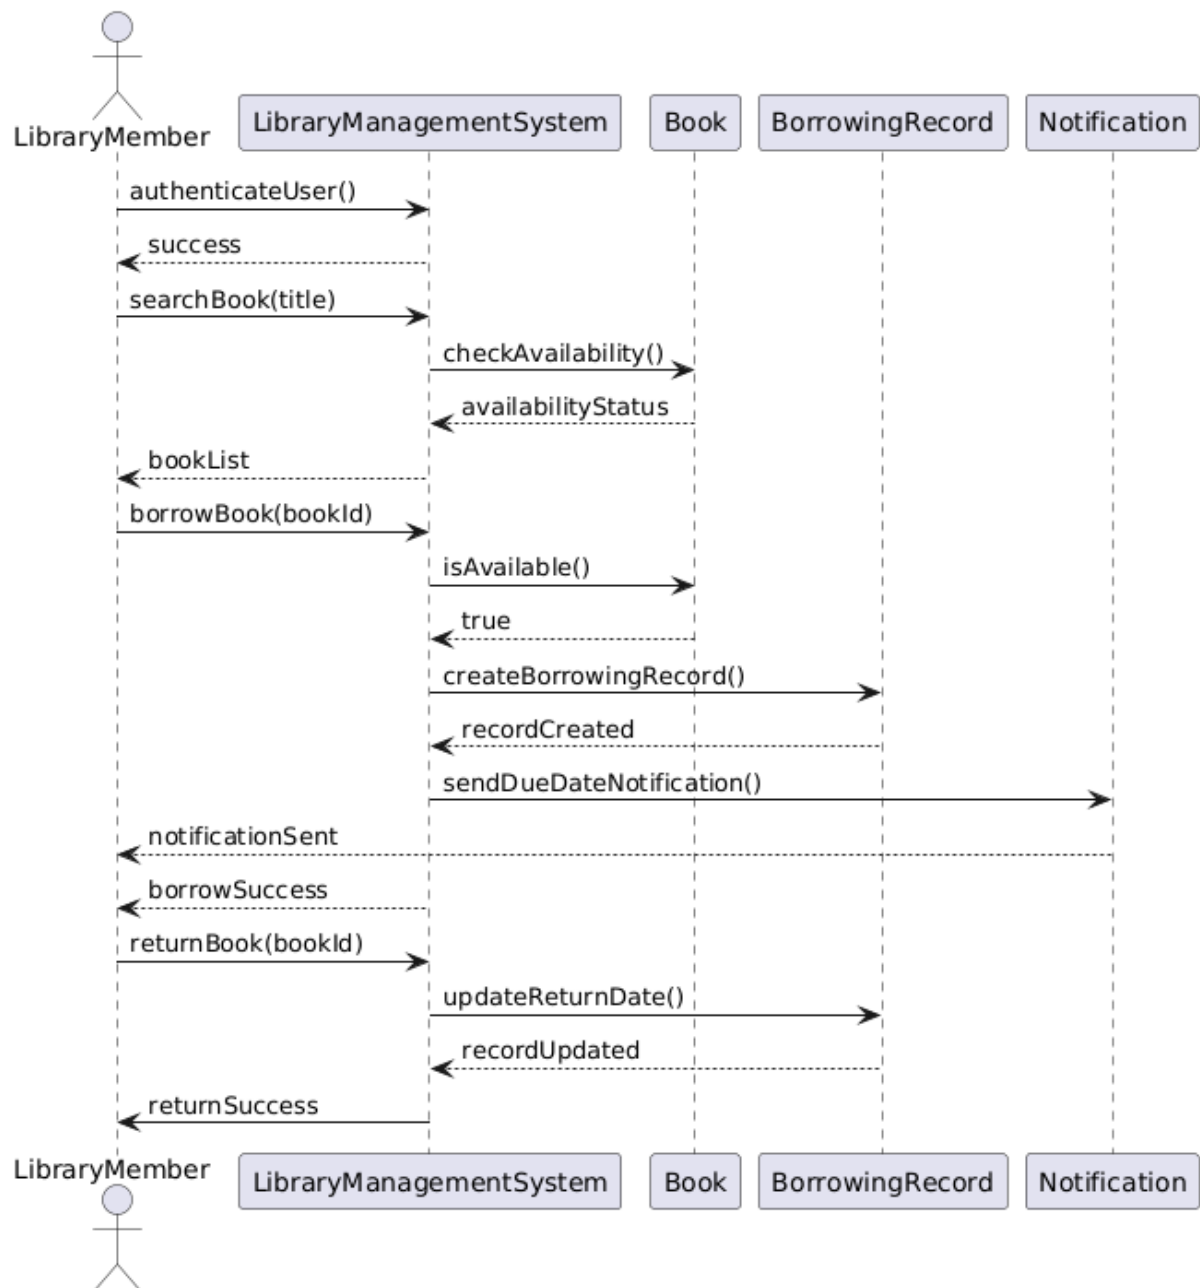 LibraryMember
LibraryManagementSystem
Book
BorrowingRecord
Notification
authenticateUser()
success
searchBook(title)
checkAvailability()
availabilityStatus
bookList
borrowBook(bookId)
isAvailable()
true
createBorrowingRecord()
recordCreated
sendDueDateNotification()
notificationSent
borrowSuccess
returnBook(bookId)
updateReturnDate()
recordUpdated
returnSuccess
LibraryMember
LibraryManagementSystem
Book
BorrowingRecord
Notification